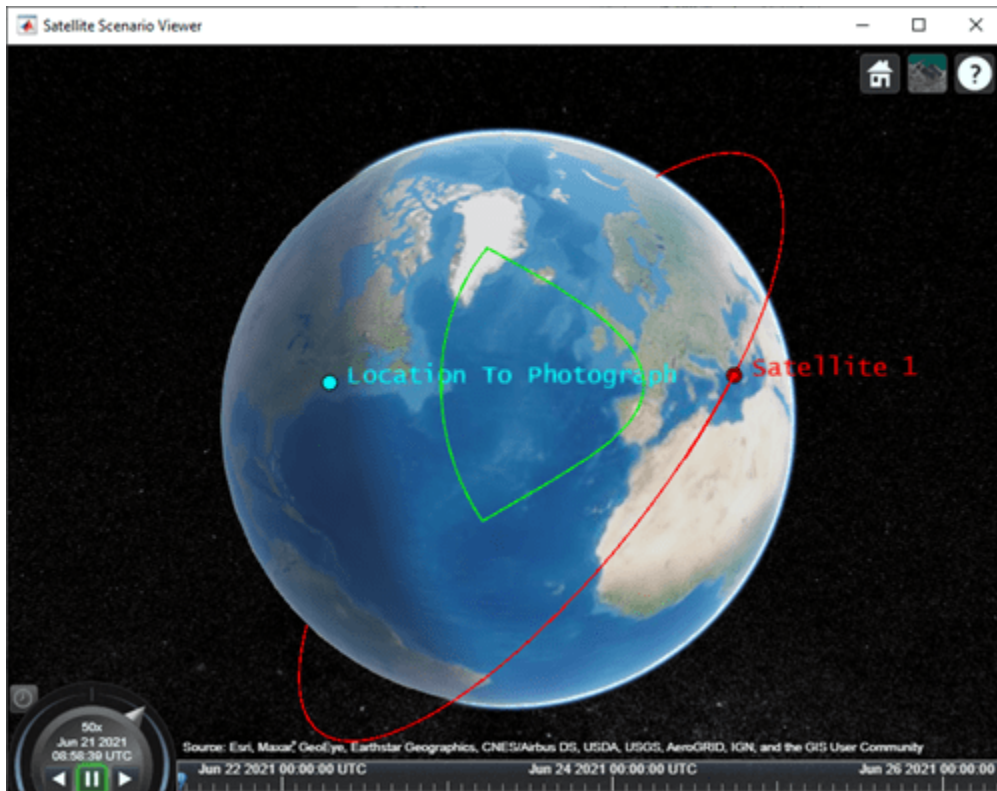 Satellite Scenario Viewer
?
Location To Photograph
Satellite 1
50x
Jun 21 2021
08:58:39 UTC
Source: Esri, Maxar, GeoEye, Earthstar Geographics, CNES/Airbus DS, USDA, USGS, AeroGRID, IGN, and the GIS User Community
Jun 22 2021 00:00:00 UTC
Jun 24 2021 00:00:00 UTC
Jun 26 2021 00:00:00